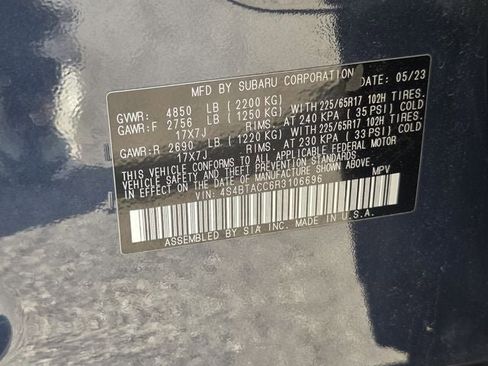 MFD BY SUBARU CORPORATION DATE: 05/23
GVWR: 4850 LB (2200 KG)
GAWR:F 2756 LB (1250 KG) WITH 225/65R17 102H TIRES.
17X7J RIMS. AT 240 KPA (35 PSI) COLD
GAWR:R 2690 LB (1220 KG) WITH 225/65R17 102H TIRES.
17X7J RIMS. AT 230 KPA (33 PSI) COLD
THIS VEHICLE CONFORMS TO ALL APPLICABLE FEDERAL MOTOR
VEHICLE SAFETY AND THEFT PREVENTION STANDARDS
IN EFFECT ON THE DATE OF MANUFACTURE SHOWN ABOVE.
VIN: 4S4BTACC6R3106696 MPV
ASSEMBLED BY SIA INC. MADE IN U.S.A.